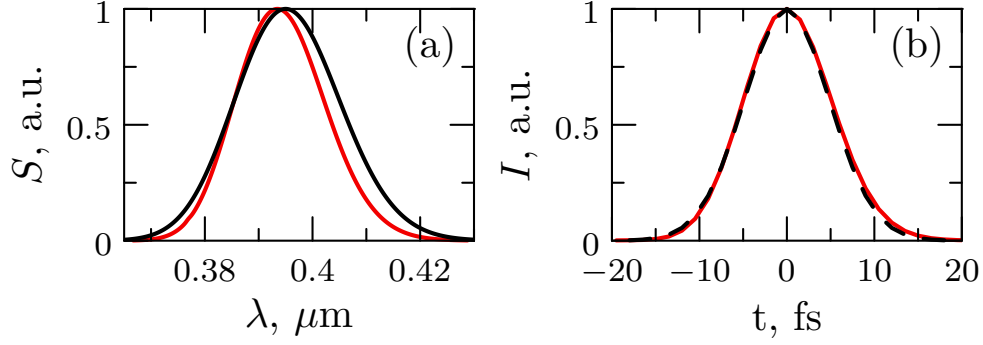 1
(a)
S, a.u.
0.5
0
0.38
0.4
0.42
λ, μm
1
(b)
I, a.u.
0.5
0
−20
−10
0
10
20
t, fs